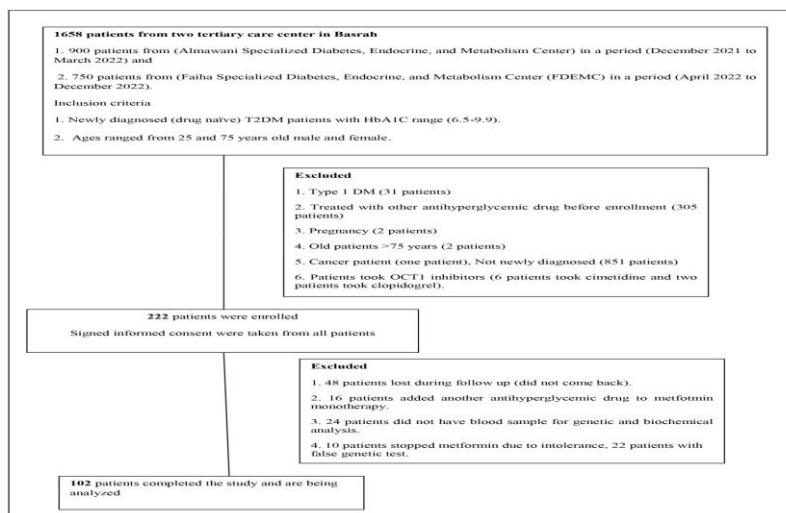 1658 patients from two tertiary care center in Basrah
1. 900 patients from (Almawani Specialized Diabetes, Endocrine, and Metabolism Center) in a period (December 2021 to
March 2022) and
2. 750 patients from (Faiha Specialized Diabetes, Endocrine, and Metabolism Center (FDEMC) in a period (April 2022 to
December 2022).
Inclusion criteria
1. Newly diagnosed (drug naïve) T2DM patients with HbA1C range (6.5-9.9).
2. Ages ranged from 25 and 75 years old male and female.
Excluded
1. Type 1 DM (31 patients)
2. Treated with other antihyperglycemic drug before enrollment (305
patients)
3. Pregnancy (2 patients)
4. Old patients >75 years (2 patients)
5. Cancer patient (one patient), Not newly diagnosed (851 patients)
6. Patients took OCT1 inhibitors (6 patients took cimetidine and two
patients took clopidogrel).
222 patients were enrolled
Signed informed consent were taken from all patients
Excluded
1. 48 patients lost during follow up (did not come back).
2. 16 patients added another antihyperglycemic drug to metfotmin
monotherapy.
3. 24 patients did not have blood sample for genetic and biochemical
analysis.
4. 10 patients stopped metformin due to intolerance, 22 patients with
false genetic test.
102 patients completed the study and are being
analyzed